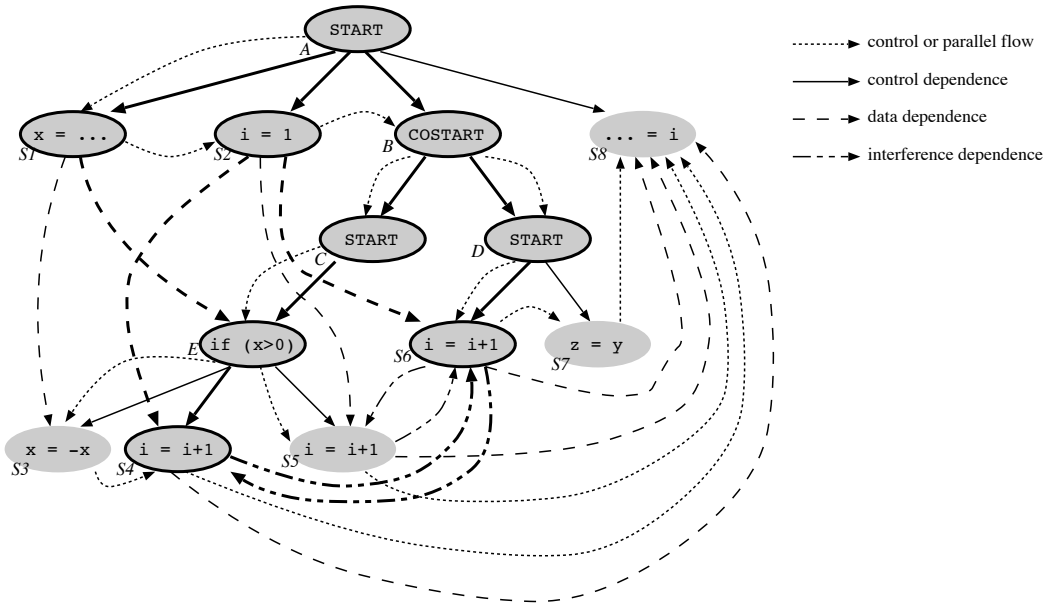 START
A
control or parallel flow
control dependence
data dependence
interference dependence
x = ...
S1
i = 1
S2
COSTART
B
... = i
S8
START
C
START
D
if (x>0)
E
i = i+1
S6
z = y
S7
x = -x
S3
i = i+1
S4
i = i+1
S5